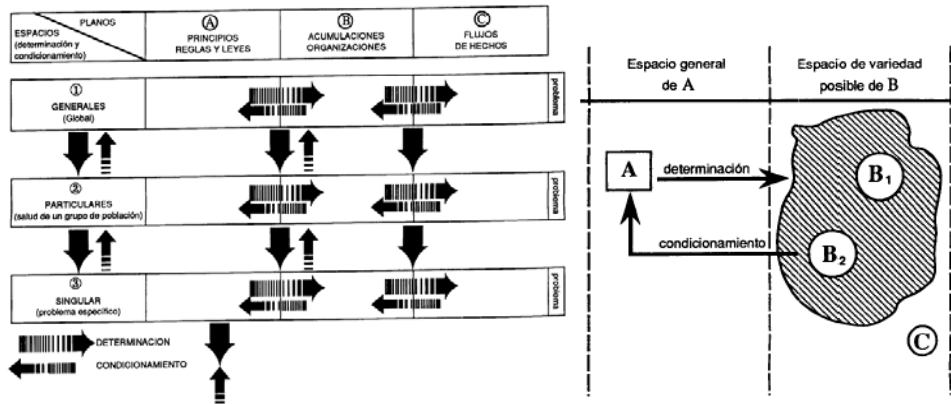 PLANOS
ESPACIOS
(determinación y
condicionamiento)
Ⓐ
PRINCIPIOS
REGLAS Y LEYES
Ⓑ
ACUMULACIONES
ORGANIZACIONES
Ⓒ
FLUJOS
DE HECHOS
①
GENERALES
(Global)
problema
②
PARTICULARES
(salud de un grupo de población)
problema
③
SINGULAR
(problema específico)
problema
DETERMINACION
CONDICIONAMIENTO
Espacio general
de A
Espacio de variedad
posible de B
A
determinación
B₁
condicionamiento
B₂
Ⓒ